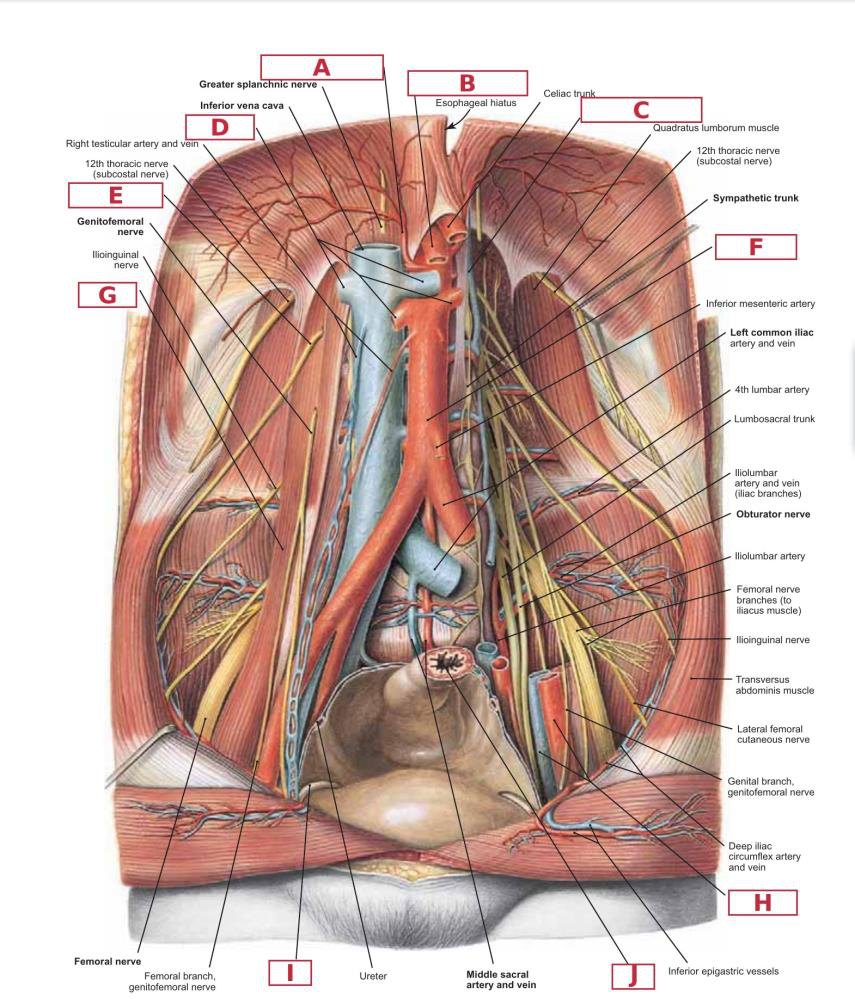 A
B
Greater splanchnic nerve
Celiac trunk
Esophageal hiatus
Inferior vena cava
C
D
Quadratus lumborum muscle
Right testicular artery and vein
12th thoracic nerve
(subcostal nerve)
12th thoracic nerve
(subcostal nerve)
E
Sympathetic trunk
Genitofemoral
nerve
F
Ilioinguinal
nerve
G
Inferior mesenteric artery
Left common iliac
artery and vein
4th lumbar artery
Lumbosacral trunk
Iliolumbar
artery and vein
(iliac branches)
Obturator nerve
Iliolumbar artery
Femoral nerve
branches (to
iliacus muscle)
Ilioinguinal nerve
Transversus
abdominis muscle
Lateral femoral
cutaneous nerve
Genital branch,
genitofemoral nerve
Deep iliac
circumflex artery
and vein
H
Femoral nerve
Femoral branch,
genitofemoral nerve
I
Ureter
Middle sacral
artery and vein
J
Inferior epigastric vessels